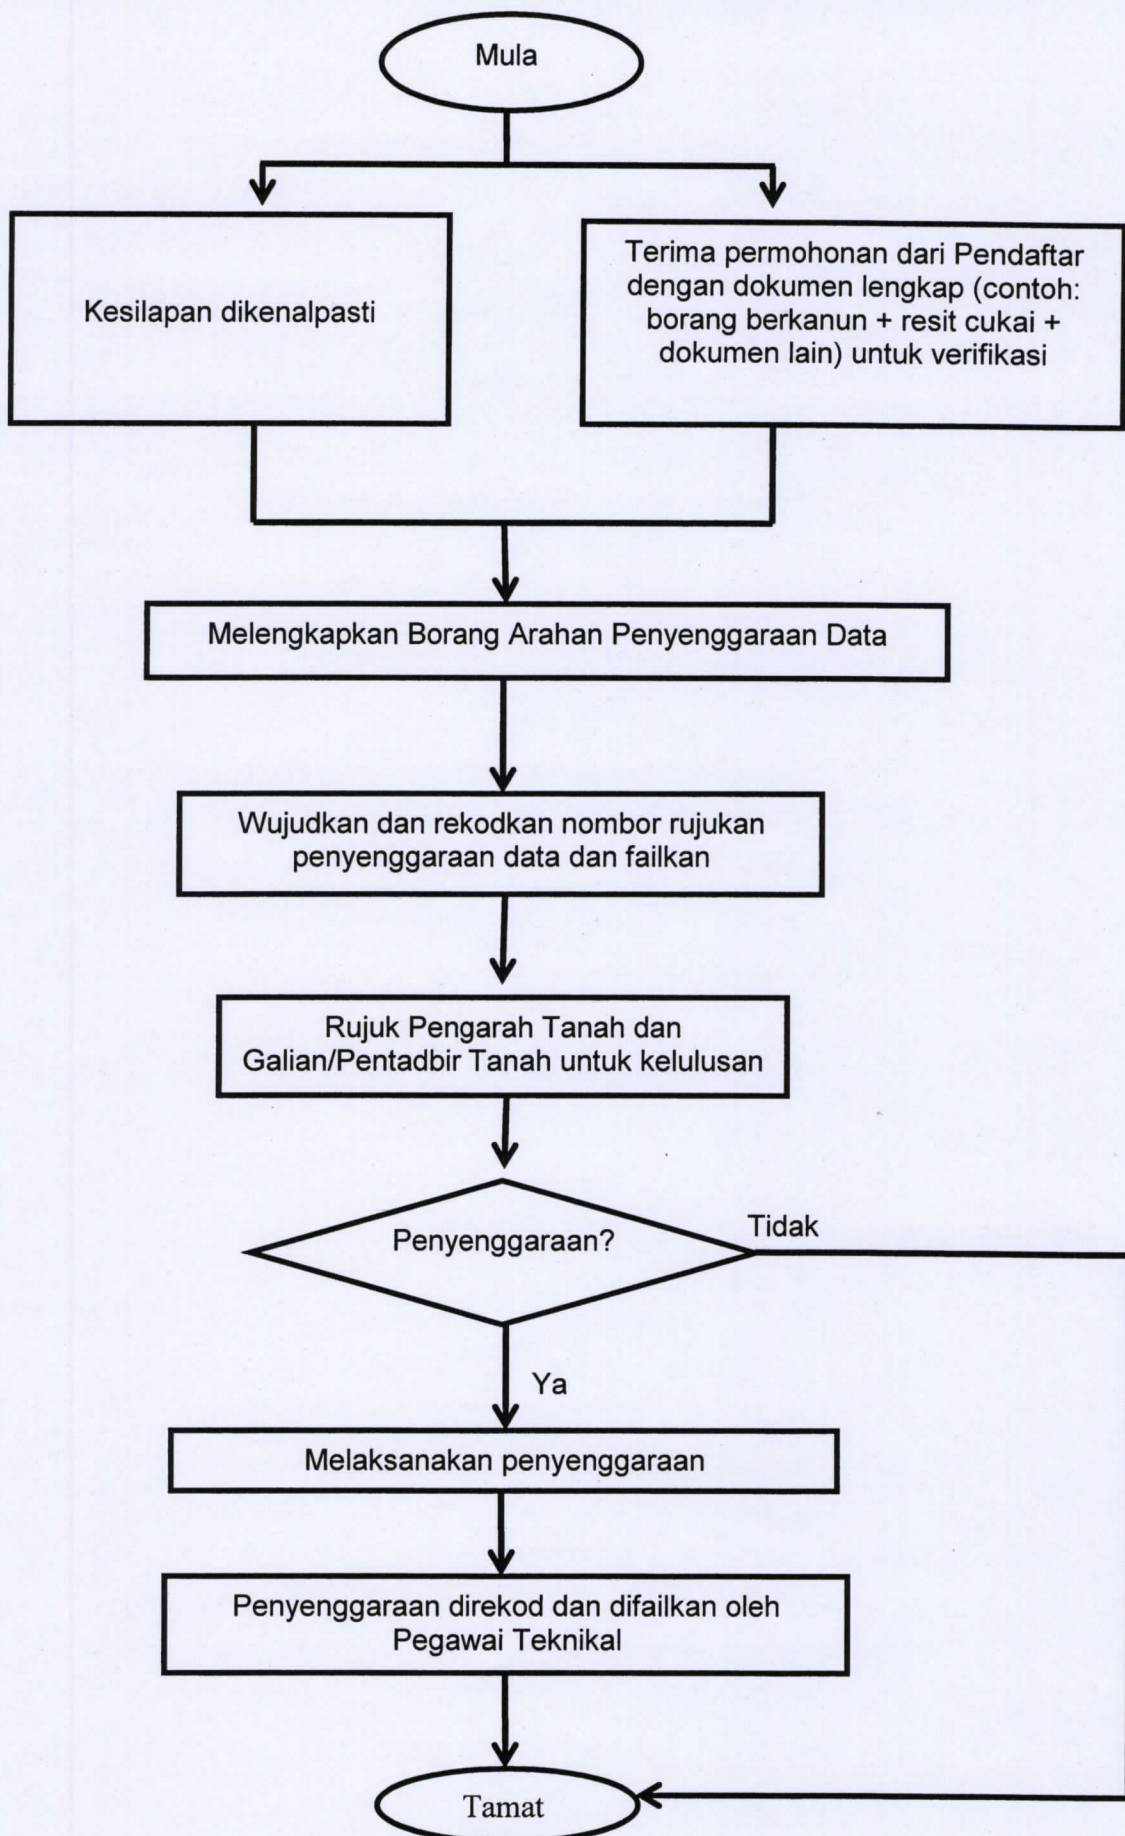 Mula
Kesilapan dikenalpasti
Terima permohonan dari Pendaftar
dengan dokumen lengkap (contoh:
borang berkanun + resit cukai +
dokumen lain) untuk verifikasi
Melengkapkan Borang Arahan Penyenggaraan Data
Wujudkan dan rekodkan nombor rujukan
penyenggaraan data dan failkan
Rujuk Pengarah Tanah dan
Galian/Pentadbir Tanah untuk kelulusan
Penyenggaraan?
Tidak
Ya
Melaksanakan penyenggaraan
Penyenggaraan direkod dan difailkan oleh
Pegawai Teknikal
Tamat